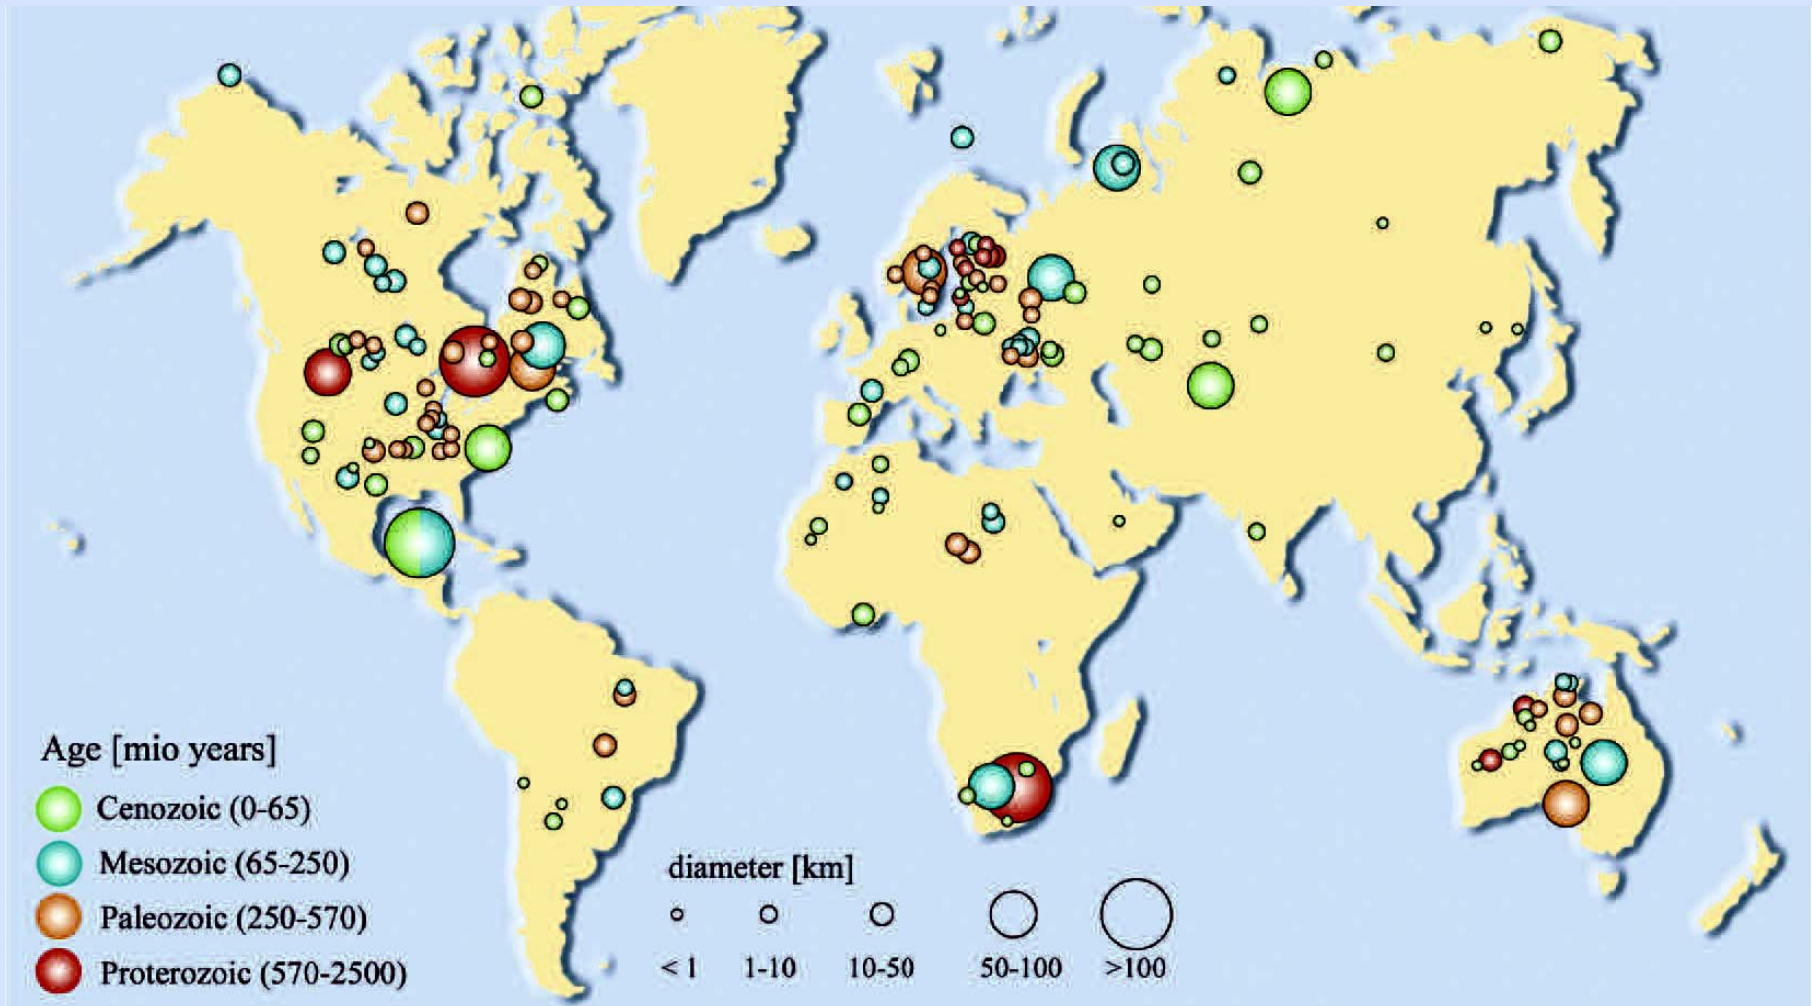 Age [mio years]
Cenozoic (0-65)
Mesozoic (65-250)
Paleozoic (250-570)
Proterozoic (570-2500)
diameter [km]
< 1 1-10 10-50 50-100 >100